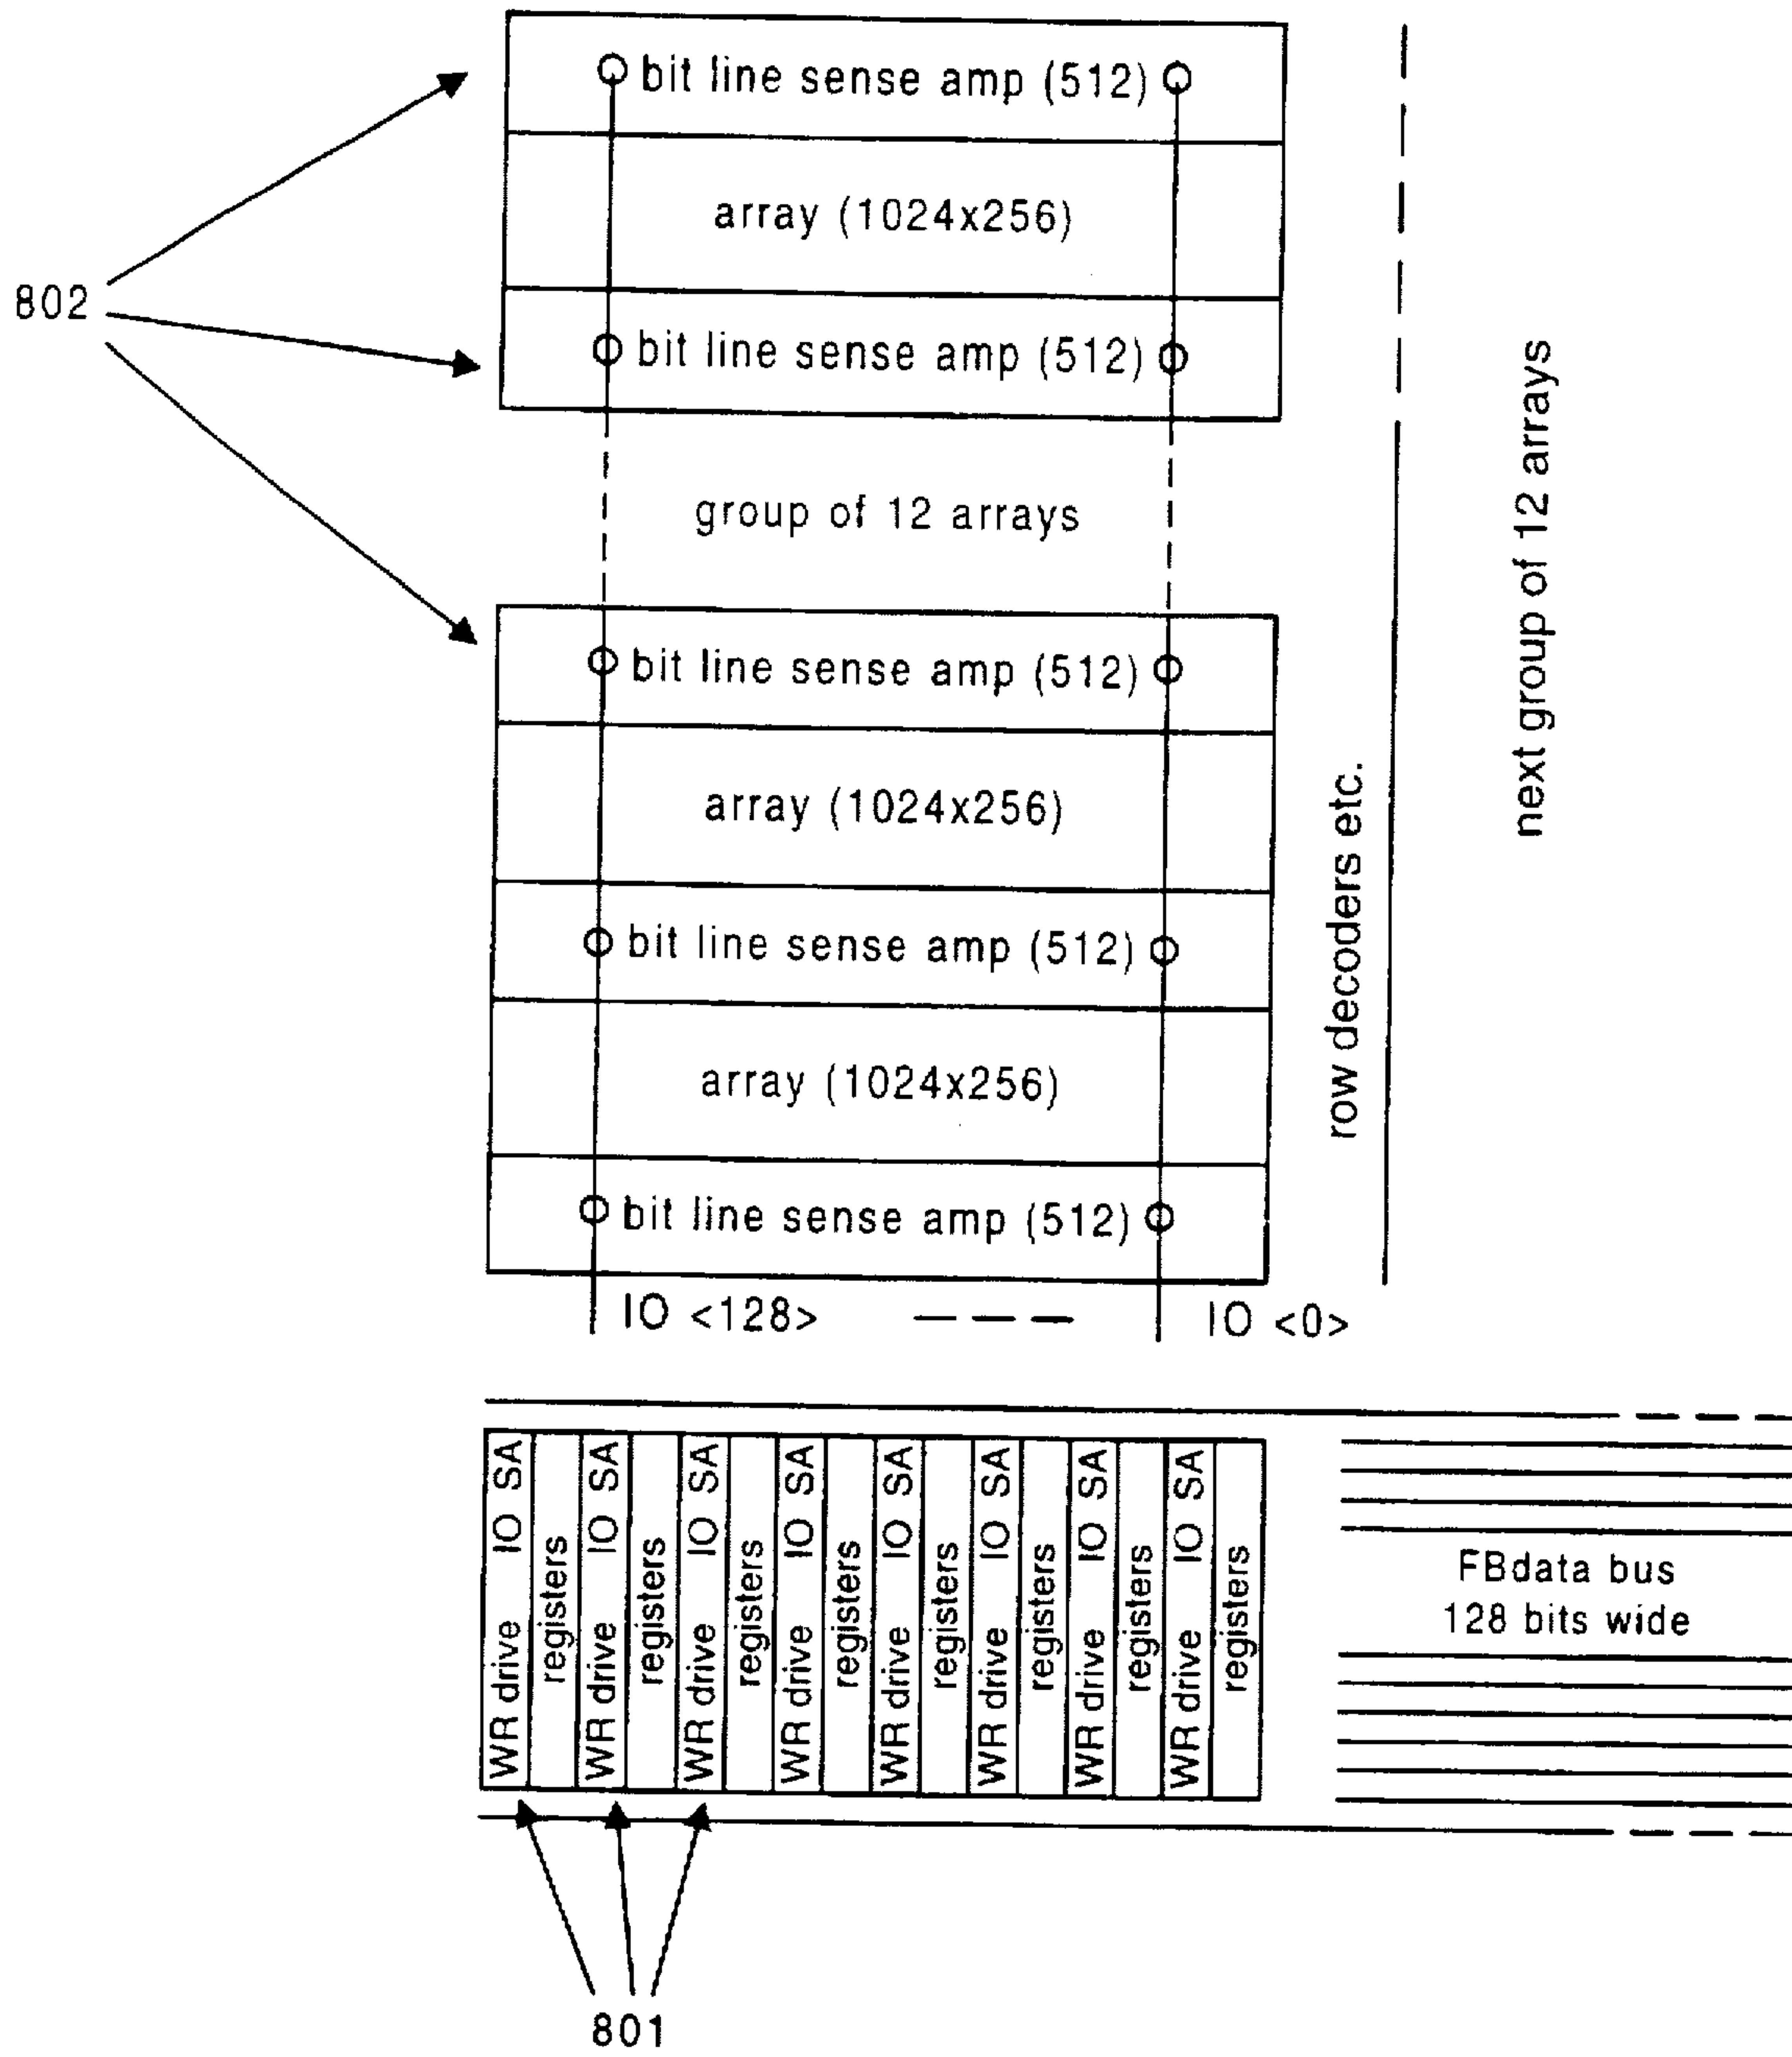 bit line sense amp (512)
array (1024x256)
802
bit line sense amp (512)
group of 12 arrays
next group of 12 arrays
bit line sense amp (512)
array (1024x256)
row decoders etc.
bit line sense amp (512)
array (1024x256)
bit line sense amp (512)
IO <128>
IO <0>
WR drive IO SA
registers
WR drive IO SA
registers
WR drive IO SA
registers
WR drive IO SA
registers
WR drive IO SA
registers
WR drive IO SA
registers
WR drive IO SA
registers
WR drive IO SA
registers
FBdata bus
128 bits wide
801